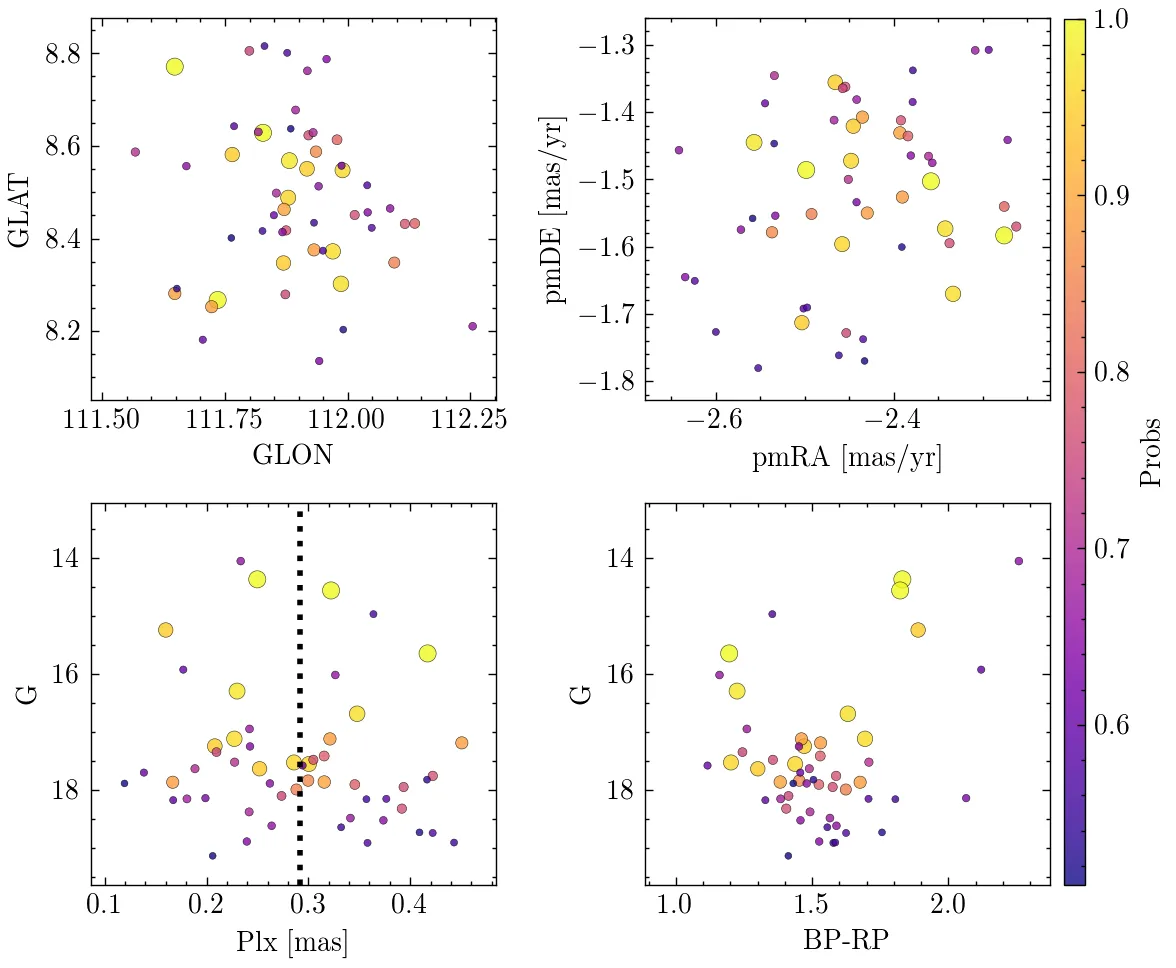 8.8
8.6
8.4
8.2
GLAT
111.50 111.75 112.00 112.25
GLON
−1.3
−1.4
−1.5
−1.6
−1.7
−1.8
pmDE [mas/yr]
−2.6 −2.4
pmRA [mas/yr]
1.0
0.9
0.8
0.7
0.6
Probs
14
16
18
G
0.1 0.2 0.3 0.4
Plx [mas]
14
16
18
G
1.0 1.5 2.0
BP-RP